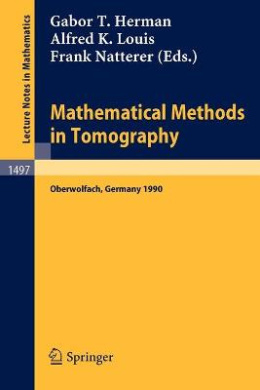 Gabor T. Herman
Alfred K. Louis
Frank Natterer (Eds.)
Lecture Notes in Mathematics
1497
Mathematical Methods
in Tomography
Oberwolfach, Germany 1990
Springer